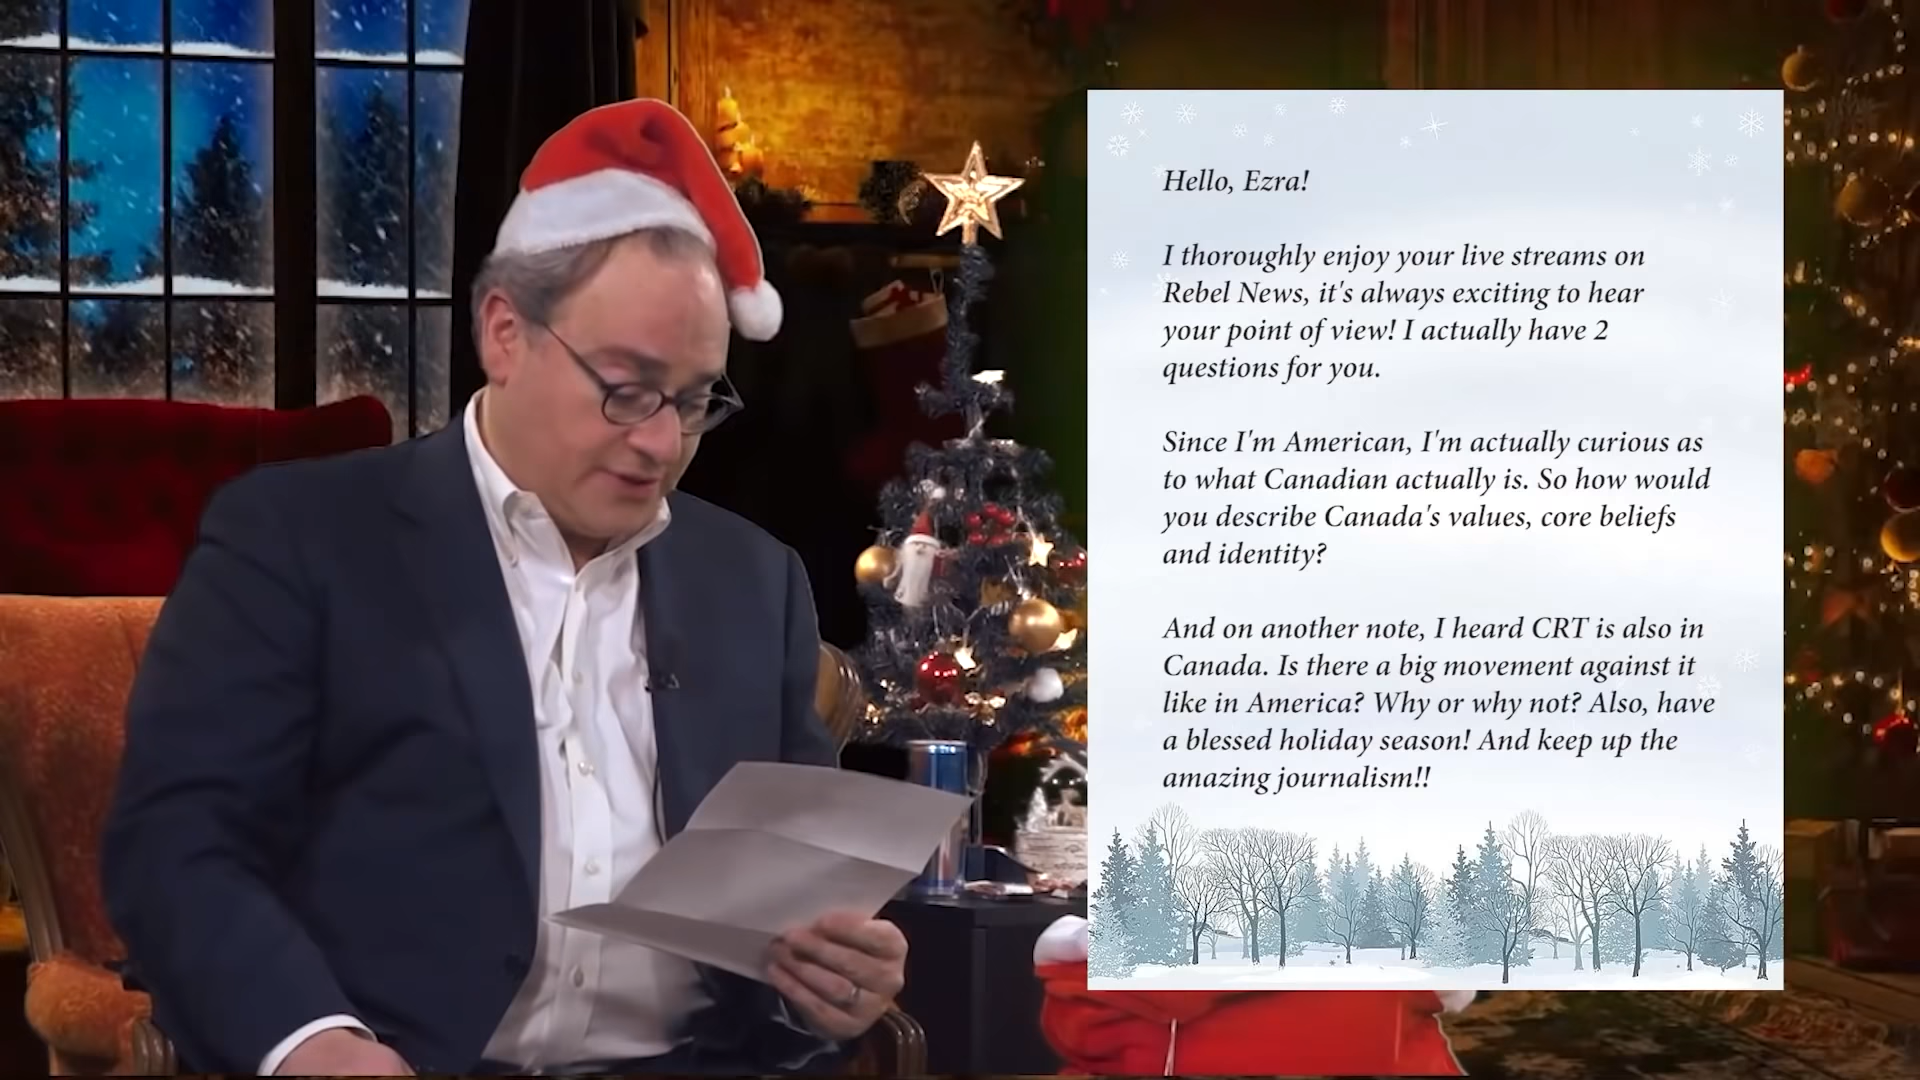 Hello, Ezra!
I thoroughly enjoy your live streams on
Rebel News, it's always exciting to hear
your point of view! I actually have 2
questions for you.
Since I'm American, I'm actually curious as
to what Canadian actually is. So how would
you describe Canada's values, core beliefs
and identity?
And on another note, I heard CRT is also in
Canada. Is there a big movement against it
like in America? Why or why not? Also, have
a blessed holiday season! And keep up the
amazing journalism!!